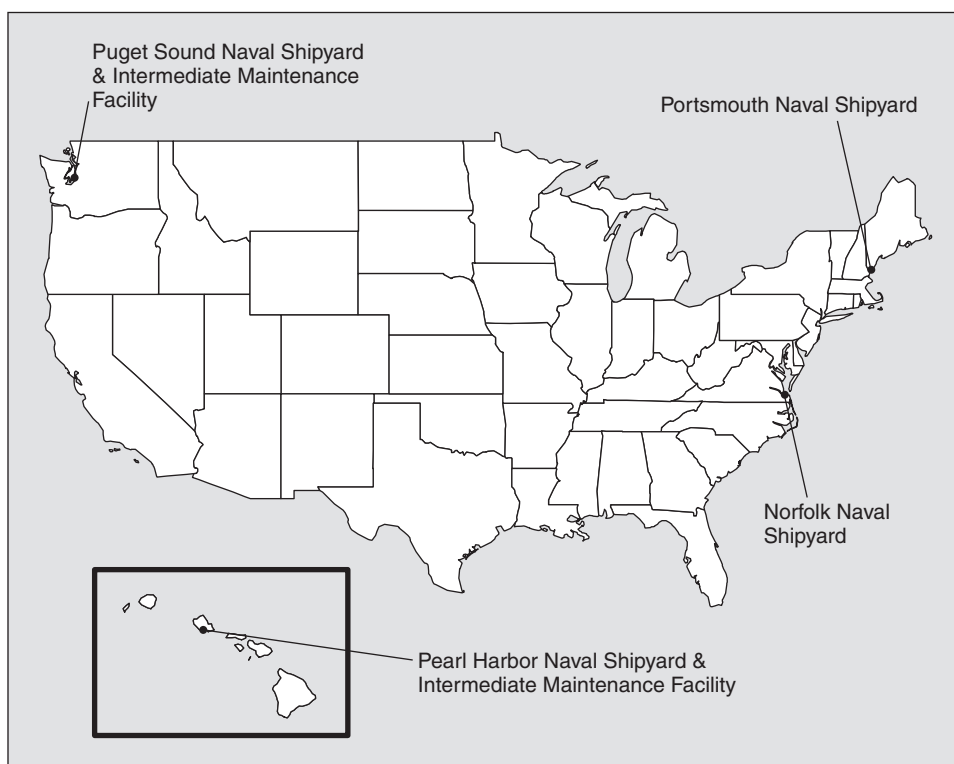 Puget Sound Naval Shipyard
& Intermediate Maintenance
Facility
Portsmouth Naval Shipyard
Norfolk Naval
Shipyard
Pearl Harbor Naval Shipyard &
Intermediate Maintenance Facility